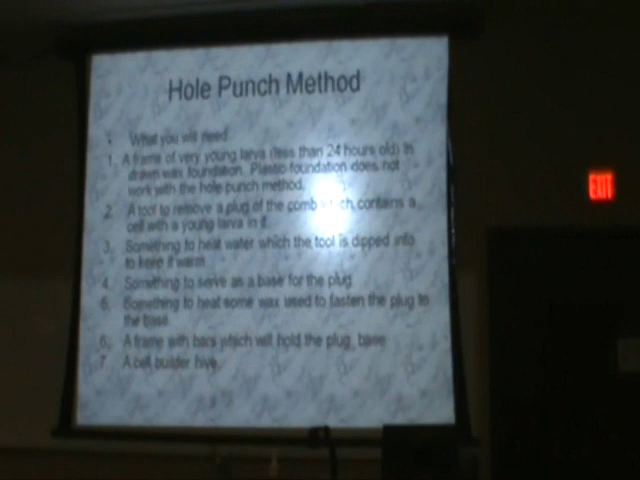 Hole Punch Method
• What you will need
1. A frame of very young larva (less than 24 hours old) in
drawn wax foundation. Plastic foundation does not
work with the hole punch method.
2. A tool to remove a plug of the comb which contains a
cell with a young larva in it.
3. Something to heat water which the tool is dipped into
to keep it warm
4. Something to serve as a base for the plug
5. Something to heat some wax used to fasten the plug to
the base
6. A frame with bars which will hold the plug base
7. A cell builder hive
EXIT